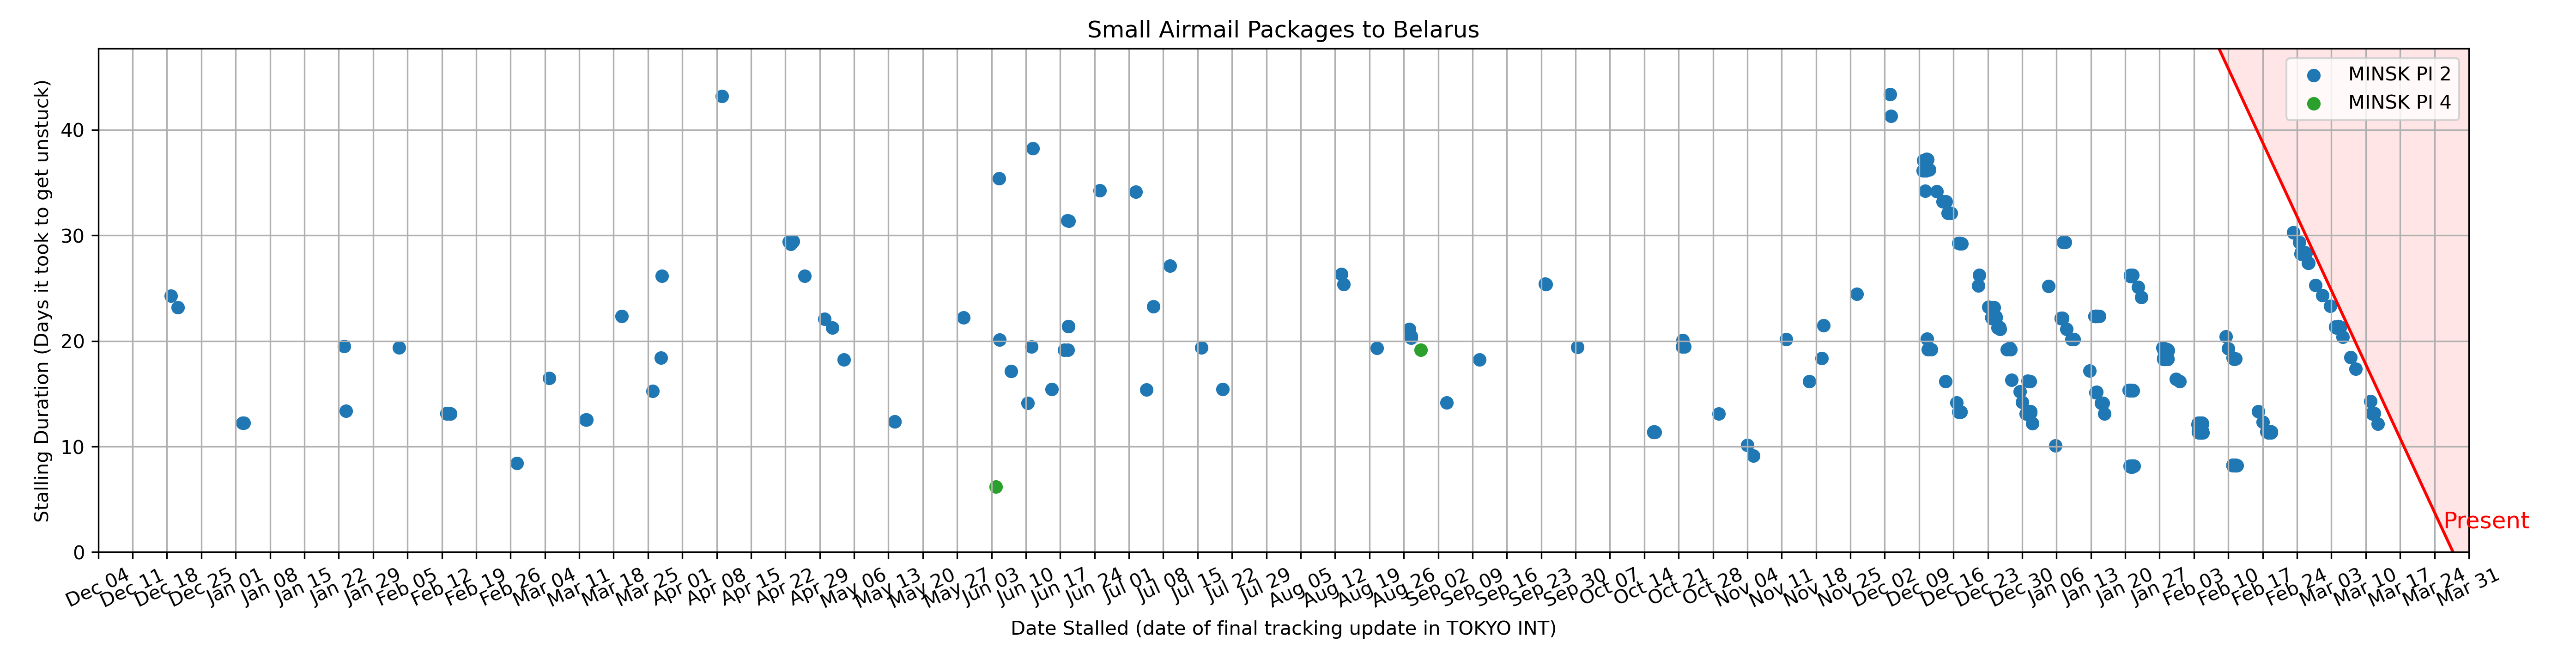 Small Airmail Packages to Belarus
MINSK PI 2
MINSK PI 4
Stalling Duration (Days it took to get unstuck)
40
30
20
10
0
Present
Dec 04
Dec 11
Dec 18
Dec 25
Jan 01
Jan 08
Jan 15
Jan 22
Jan 29
Feb 05
Feb 12
Feb 19
Feb 26
Mar 04
Mar 11
Mar 18
Mar 25
Apr 01
Apr 08
Apr 15
Apr 22
Apr 29
May 06
May 13
May 20
May 27
Jun 03
Jun 10
Jun 17
Jun 24
Jul 01
Jul 08
Jul 15
Jul 22
Jul 29
Aug 05
Aug 12
Aug 19
Aug 26
Sep 02
Sep 09
Sep 16
Sep 23
Sep 30
Oct 07
Oct 14
Oct 21
Oct 28
Nov 04
Nov 11
Nov 18
Nov 25
Dec 02
Dec 09
Dec 16
Dec 23
Dec 30
Jan 06
Jan 13
Jan 20
Jan 27
Feb 03
Feb 10
Feb 17
Feb 24
Mar 03
Mar 10
Mar 17
Mar 24
Mar 31
Date Stalled (date of final tracking update in TOKYO INT)